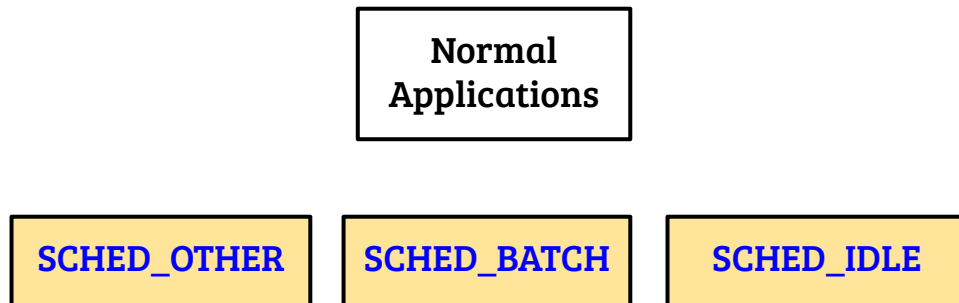 Normal
Applications
SCHED_OTHER
SCHED_BATCH
SCHED_IDLE